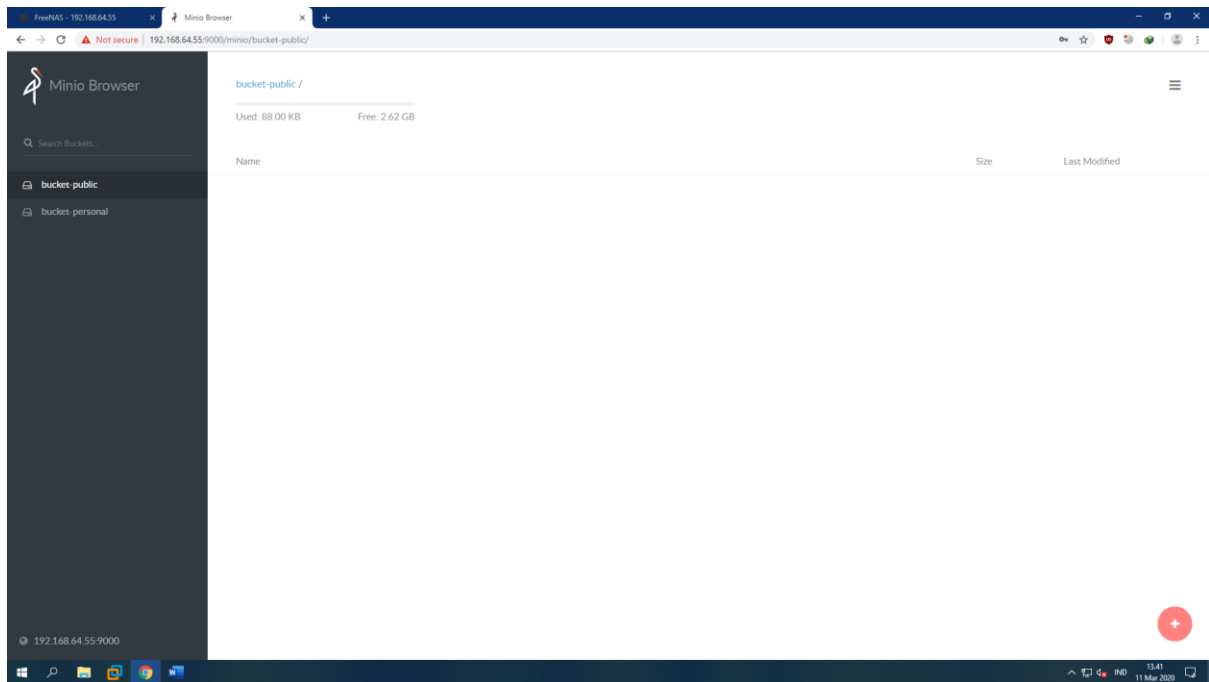 FreeNAS - 192.168.64.55
Minio Browser
Not secure | 192.168.64.55:9000/minio/bucket-public/
Minio Browser
Search Buckets...
bucket-public
bucket-personal
192.168.64.55:9000
bucket-public /
Used: 88.00 KB Free: 2.62 GB
Name Size Last Modified
IND
13.41
11 Mar 2020